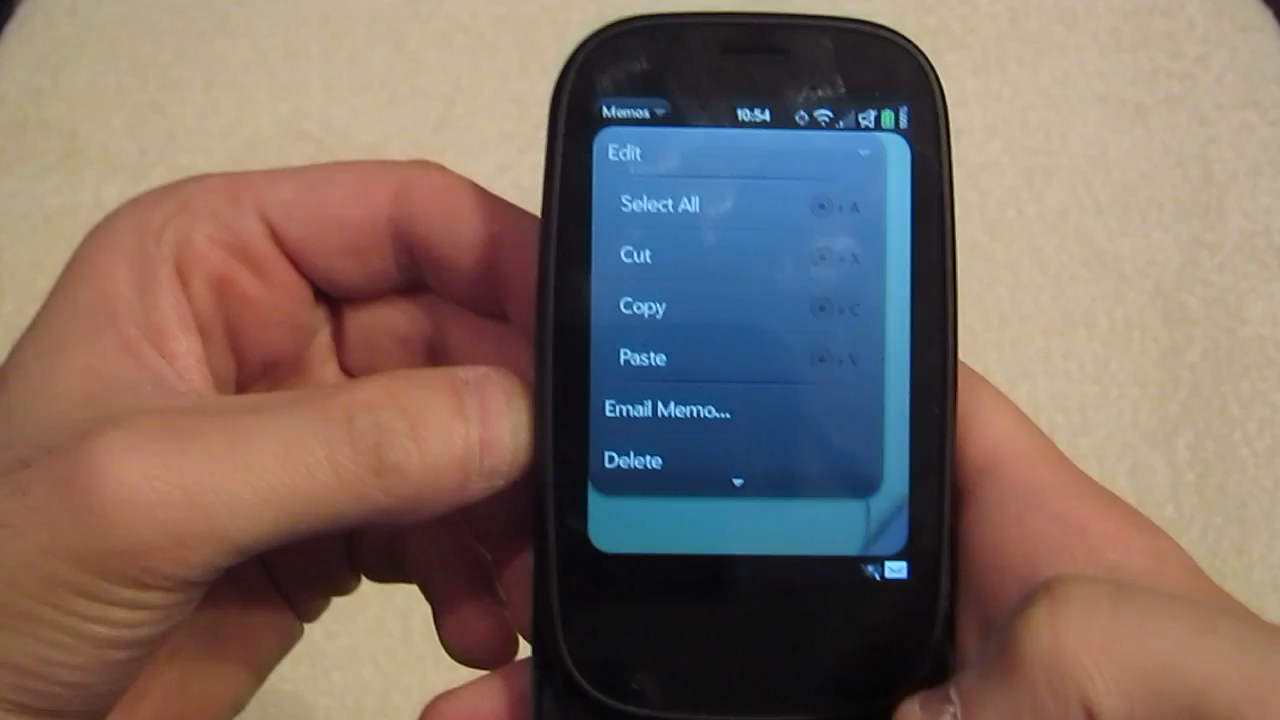 Memos 10:54
Edit
Select All + A
Cut + X
Copy + C
Paste + V
Email Memo...
Delete